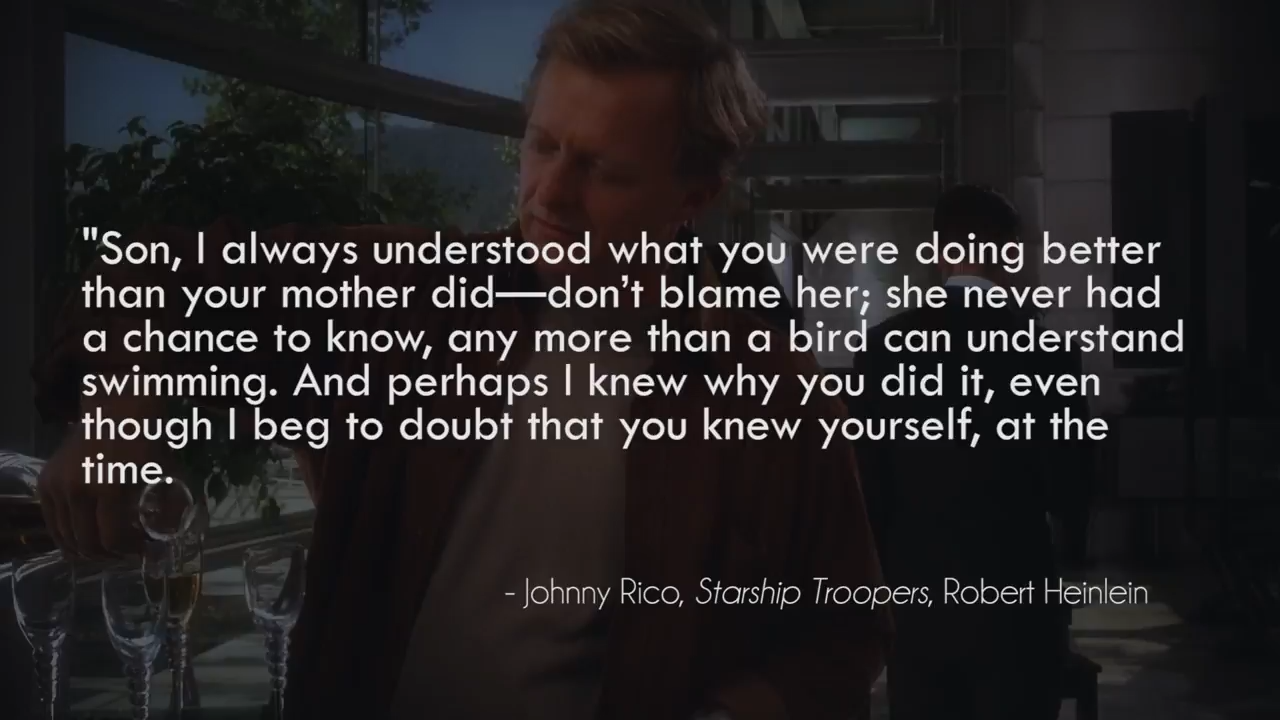 "Son, I always understood what you were doing better
than your mother did—don’t blame her; she never had
a chance to know, any more than a bird can understand
swimming. And perhaps I knew why you did it, even
though I beg to doubt that you knew yourself, at the
time.
- Johnny Rico, Starship Troopers, Robert Heinlein